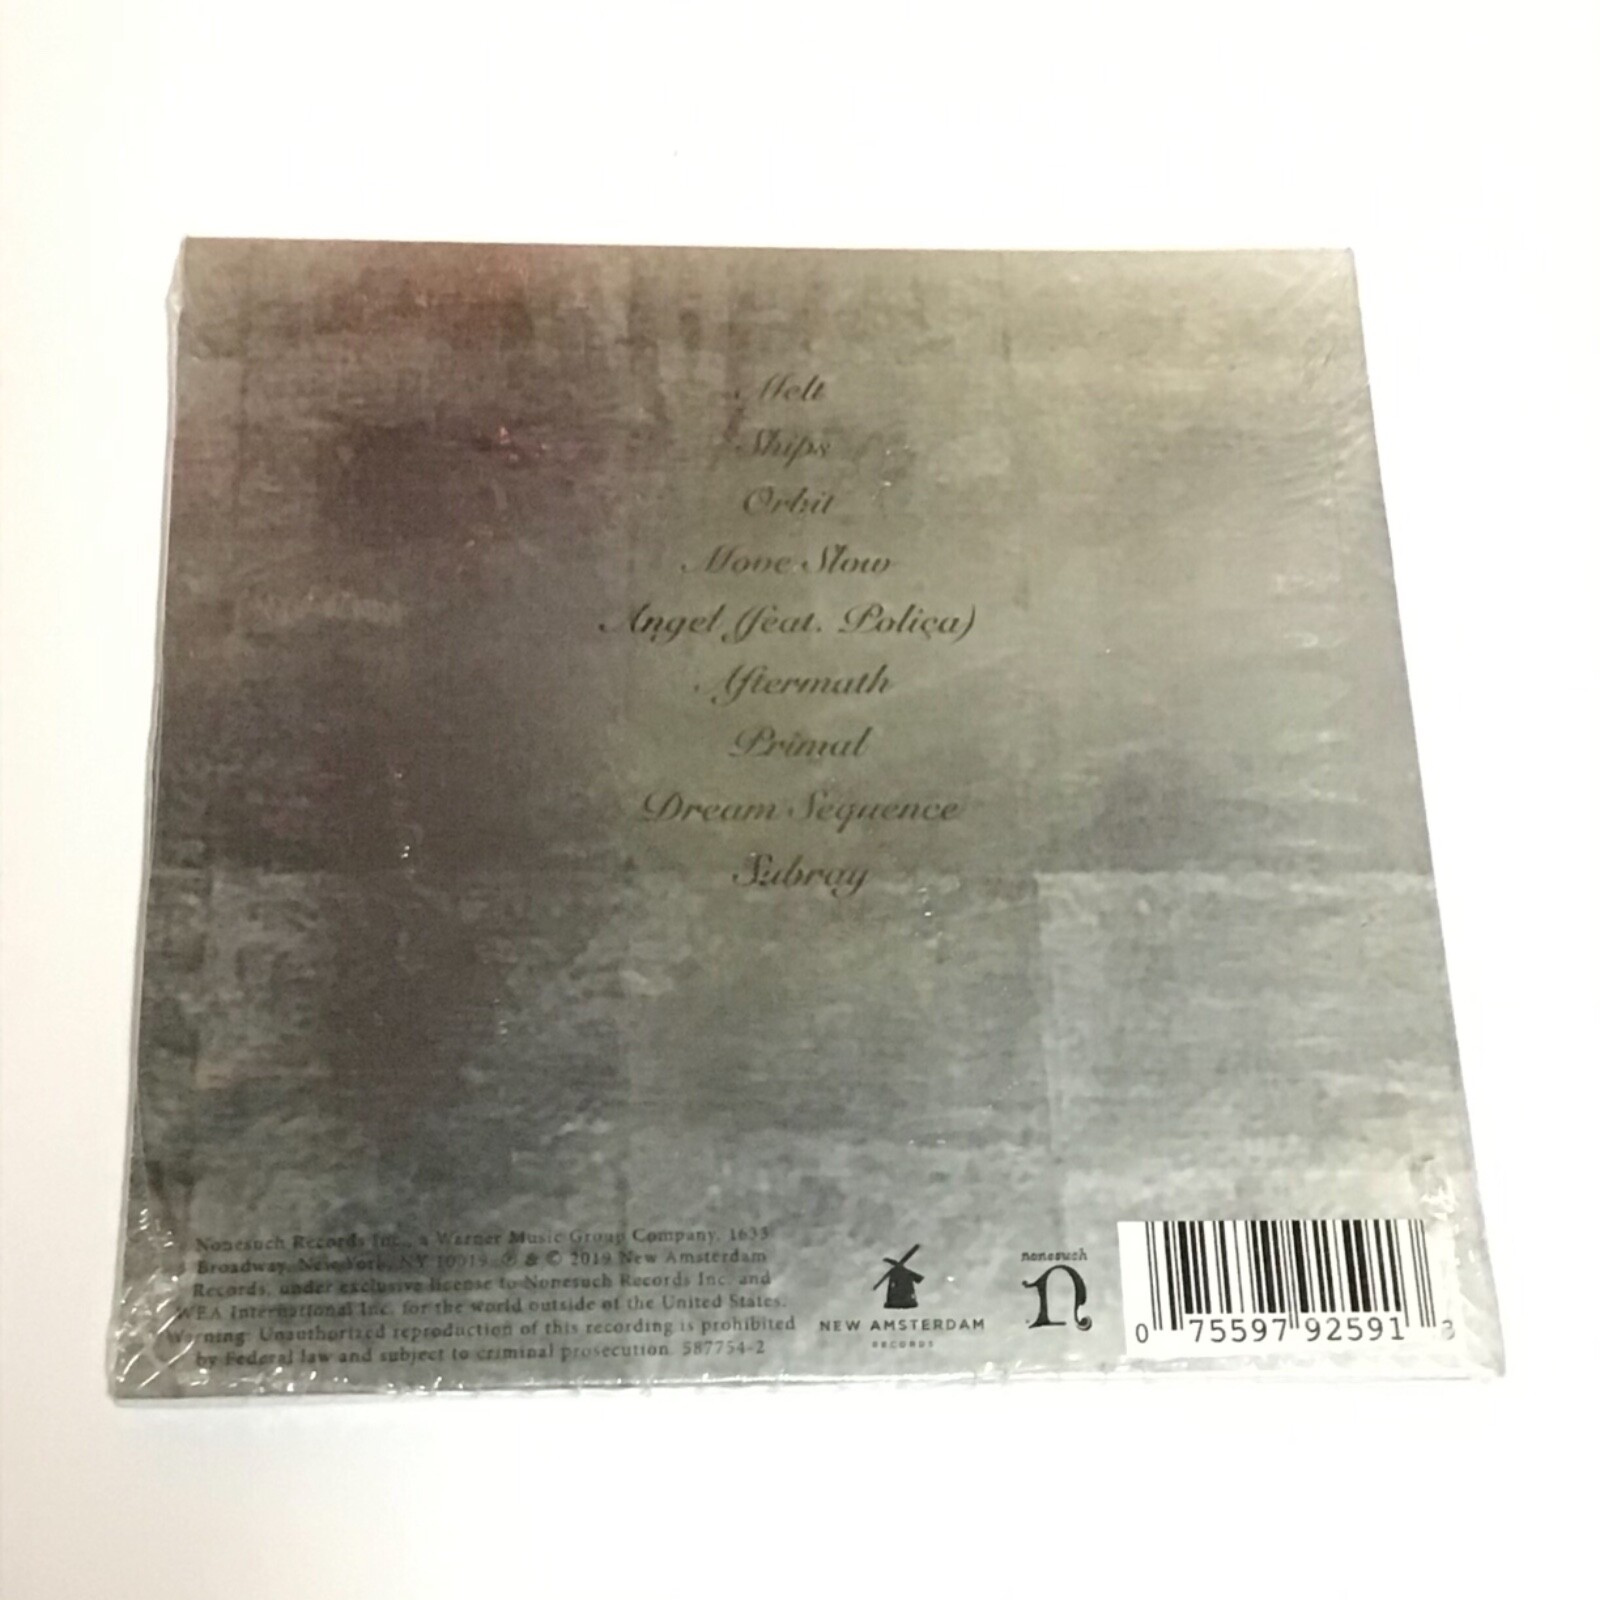 Melt
Ships
Orbit
Move Slow
Angel (feat. Poliça)
Aftermath
Primal
Dream Sequence
Subray
Nonesuch Records Inc., a Warner Music Group Company, 1633
Broadway, New York, NY 10019. ℗ & © 2019 New Amsterdam
Records, under exclusive license to Nonesuch Records Inc. and
WEA International Inc. for the world outside of the United States.
Warning: Unauthorized reproduction of this recording is prohibited
by Federal law and subject to criminal prosecution. 587754-2
NEW AMSTERDAM
RECORDS
nonesuch
n
0 75597 92591 3